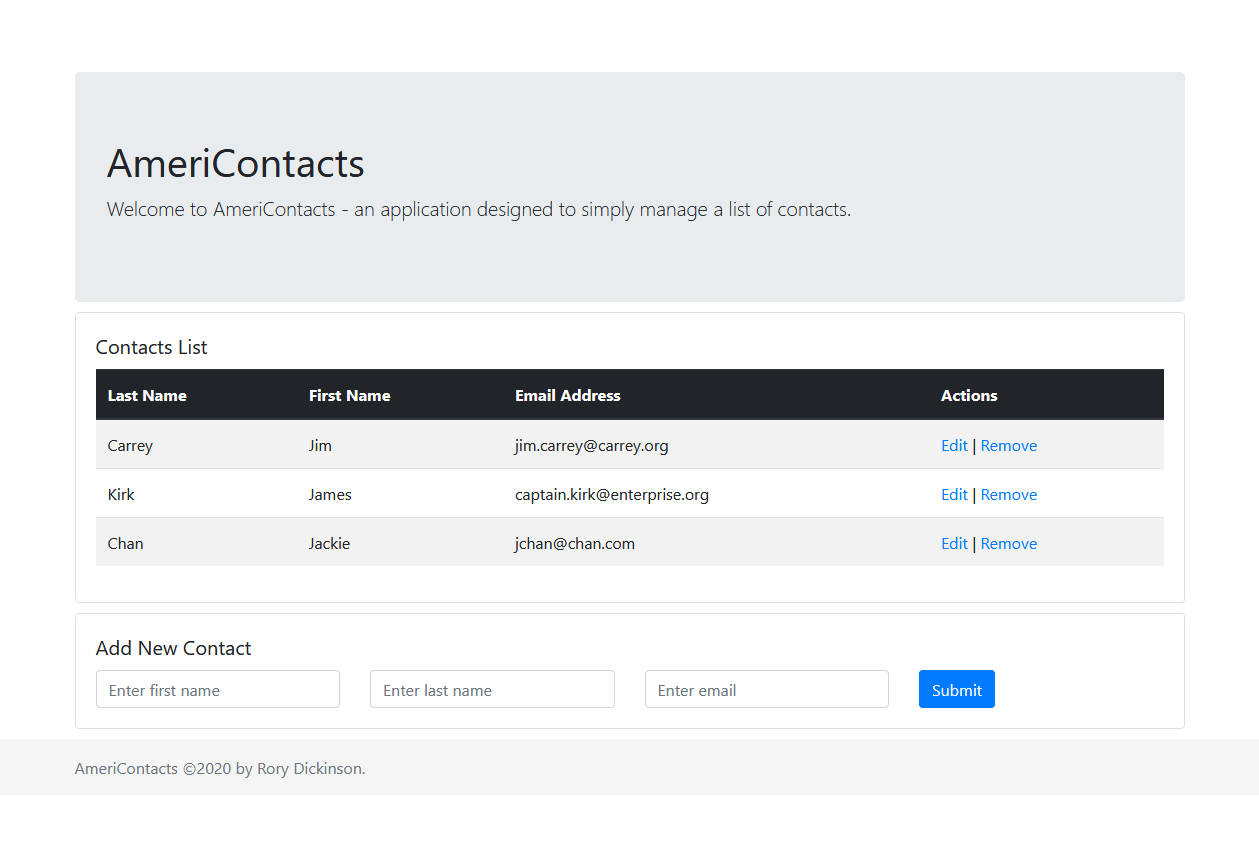 AmeriContacts
Welcome to AmeriContacts - an application designed to simply manage a list of contacts.
Contacts List
Last Name First Name Email Address Actions
Carrey Jim jim.carrey@carrey.org Edit | Remove
Kirk James captain.kirk@enterprise.org Edit | Remove
Chan Jackie jchan@chan.com Edit | Remove
Add New Contact
Enter first name Enter last name Enter email Submit
AmeriContacts ©2020 by Rory Dickinson.